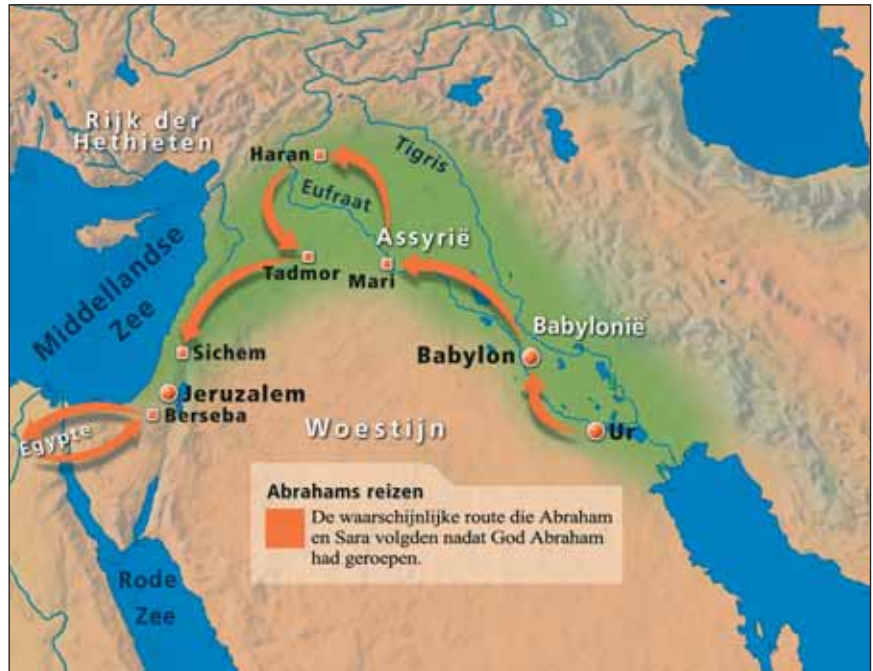 Rijk der
Hethieten
Haran
Tigris
Eufraat
Assyrië
Tadmor
Mari
Middellandse
Zee
Babylonië
Sichem
Babylon
Jeruzalem
Berseba
Egypte
Woestijn
Ur
Abrahams reizen
De waarschijnlijke route die Abraham
en Sara volgden nadat God Abraham
had geroepen.
Rode
Zee